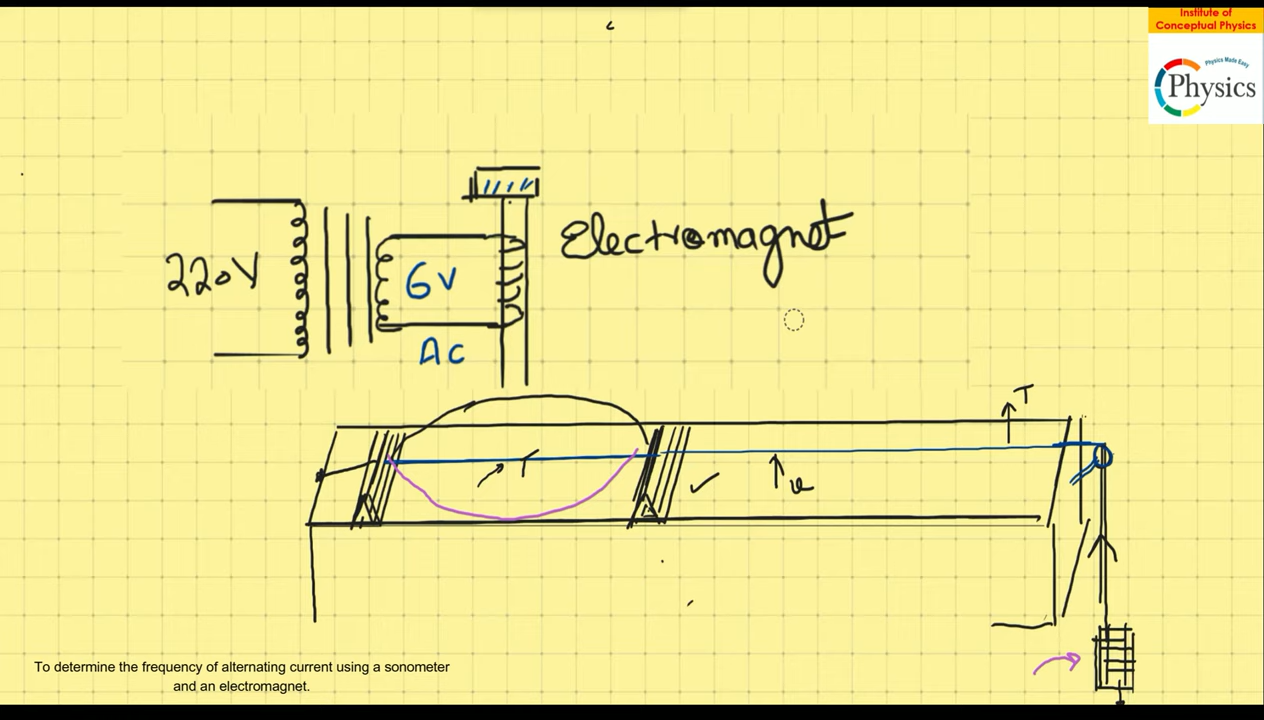 Institute of
Conceptual Physics
Physics Made Easy
Physics
Electromagnet
220V
6V
AC
T
T
To determine the frequency of alternating current using a sonometer
and an electromagnet.